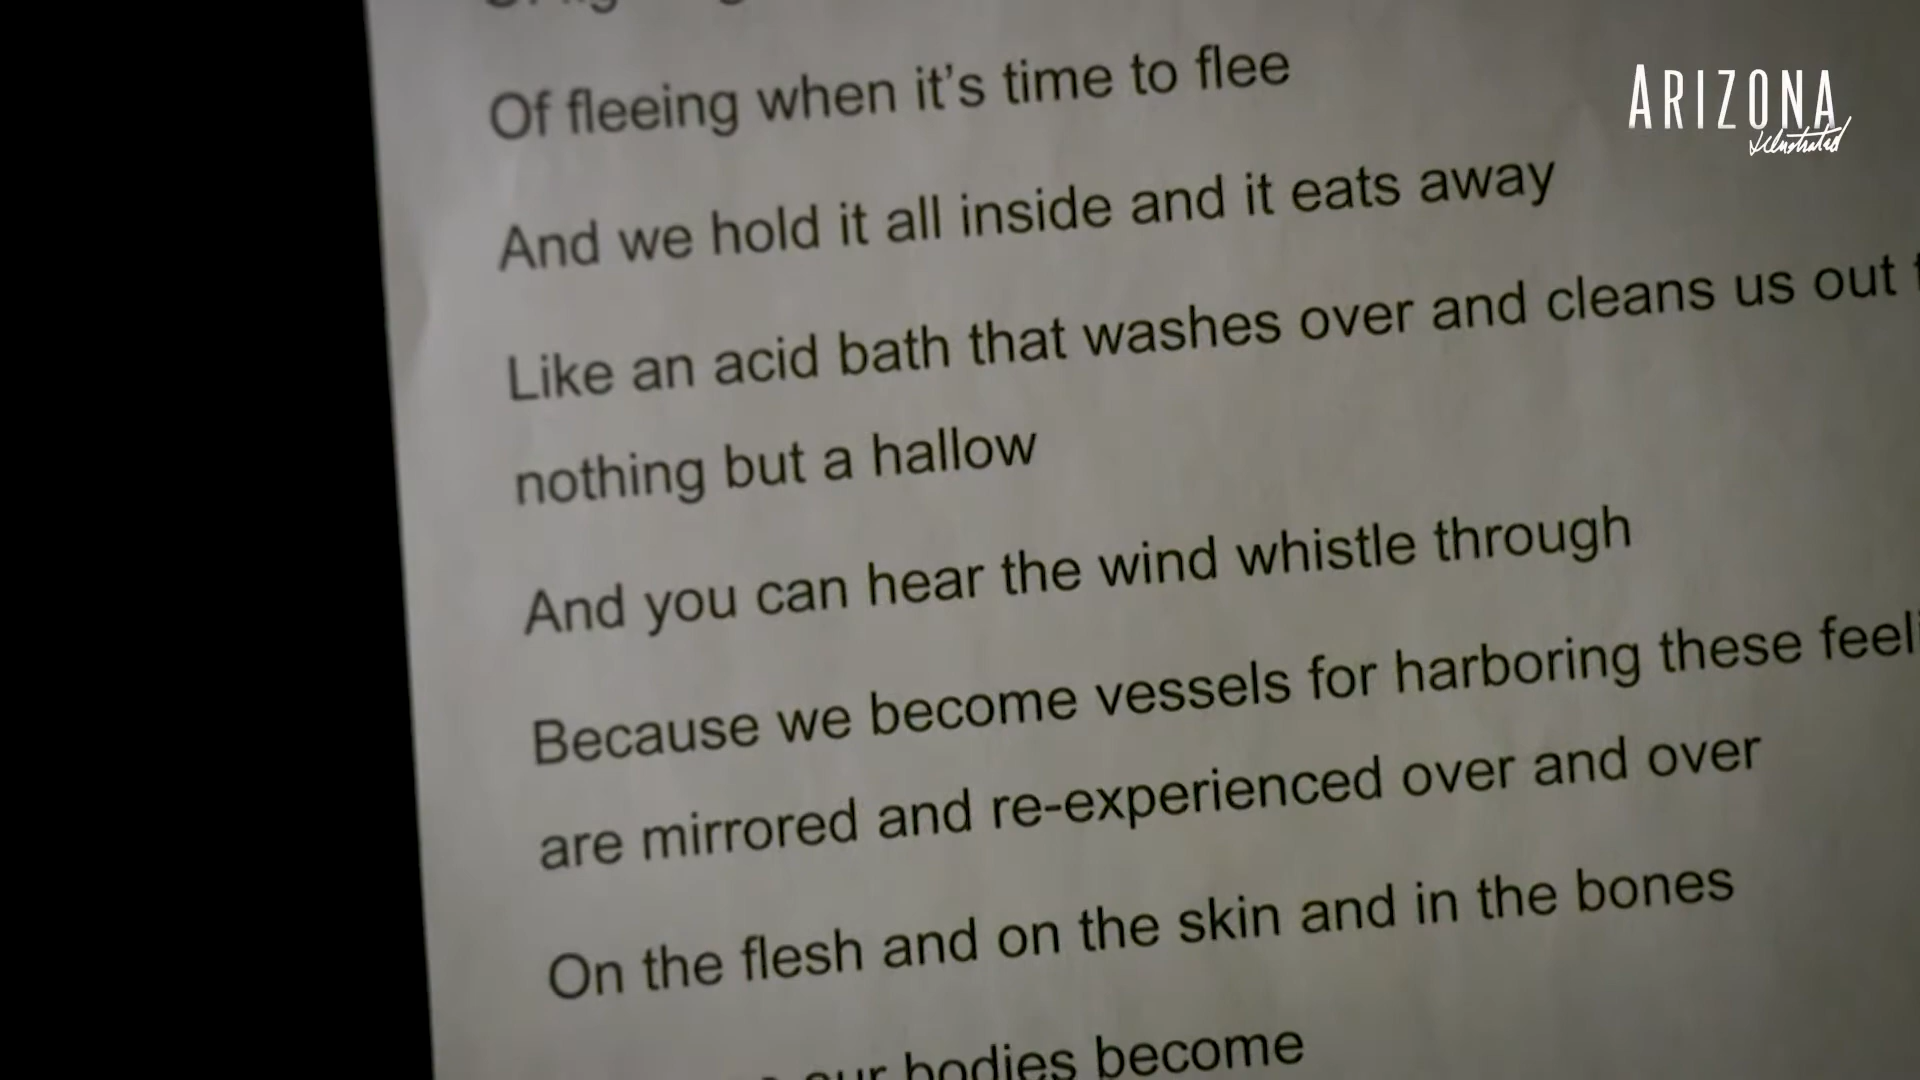 Of fleeing when it's time to flee
And we hold it all inside and it eats away
Like an acid bath that washes over and cleans us out
nothing but a hallow
And you can hear the wind whistle through
Because we become vessels for harboring these
are mirrored and re-experienced over and over
On the flesh and on the skin and in the bones
our bodies become
ARIZONA
Illustrated